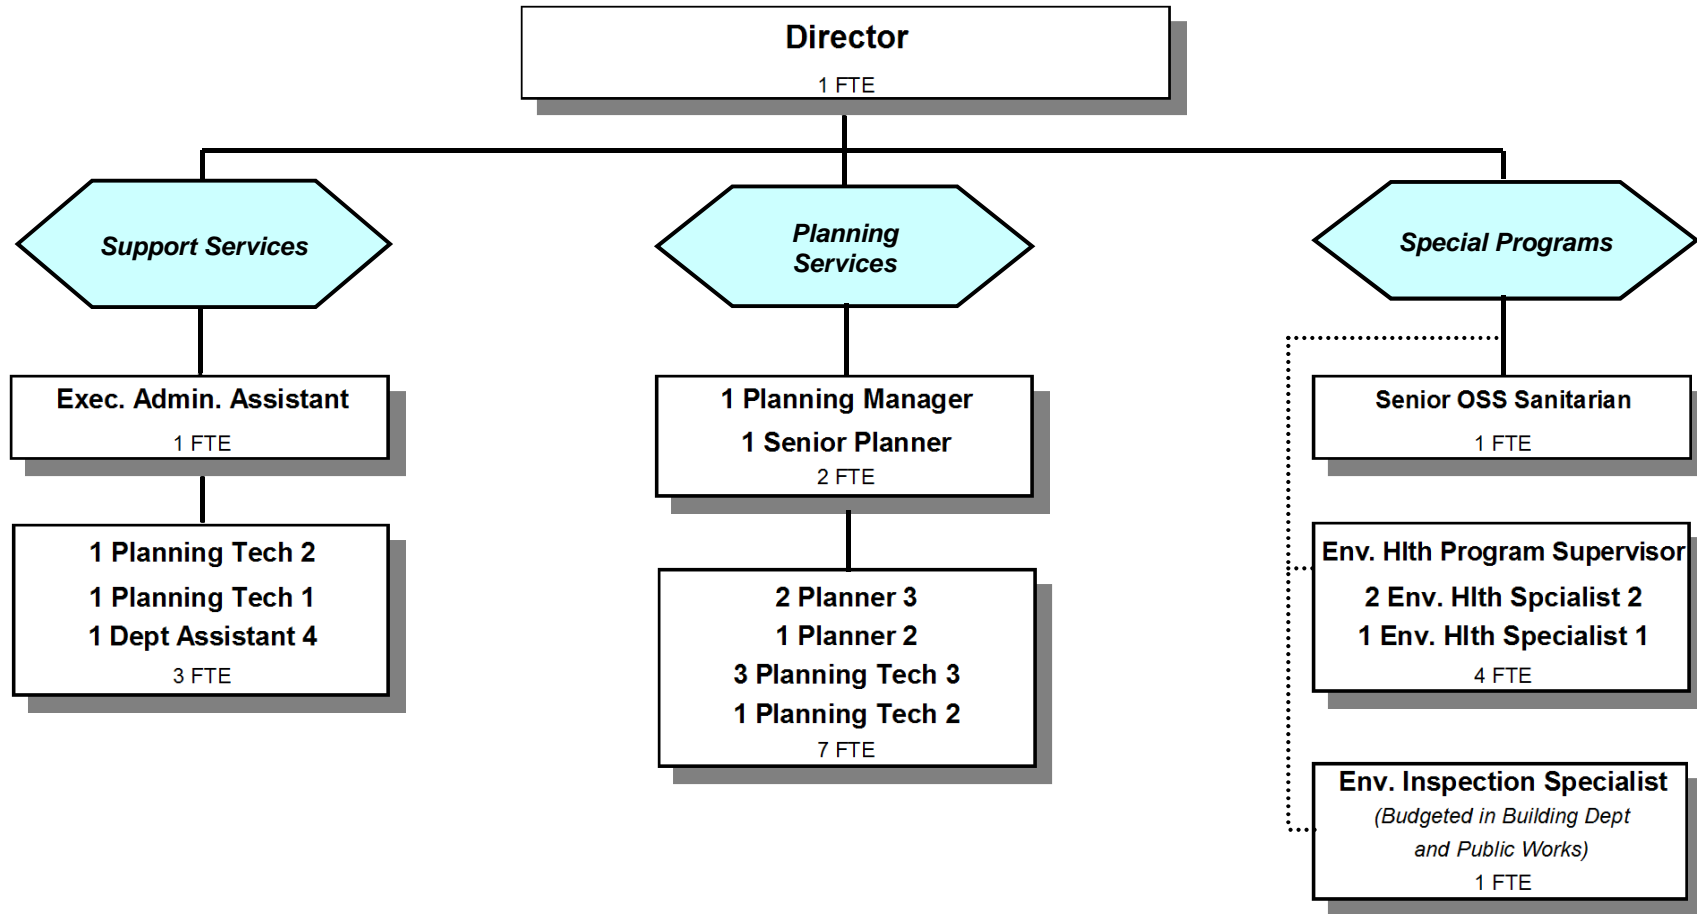 Director
1 FTE
Support Services
Planning
Services
Special Programs
Exec. Admin. Assistant
1 FTE
1 Planning Tech 2
1 Planning Tech 1
1 Dept Assistant 4
3 FTE
1 Planning Manager
1 Senior Planner
2 FTE
2 Planner 3
1 Planner 2
3 Planning Tech 3
1 Planning Tech 2
7 FTE
Senior OSS Sanitarian
1 FTE
Env. Hlth Program Supervisor
2 Env. Hlth Spcialist 2
1 Env. Hlth Specialist 1
4 FTE
Env. Inspection Specialist
(Budgeted in Building Dept
and Public Works)
1 FTE